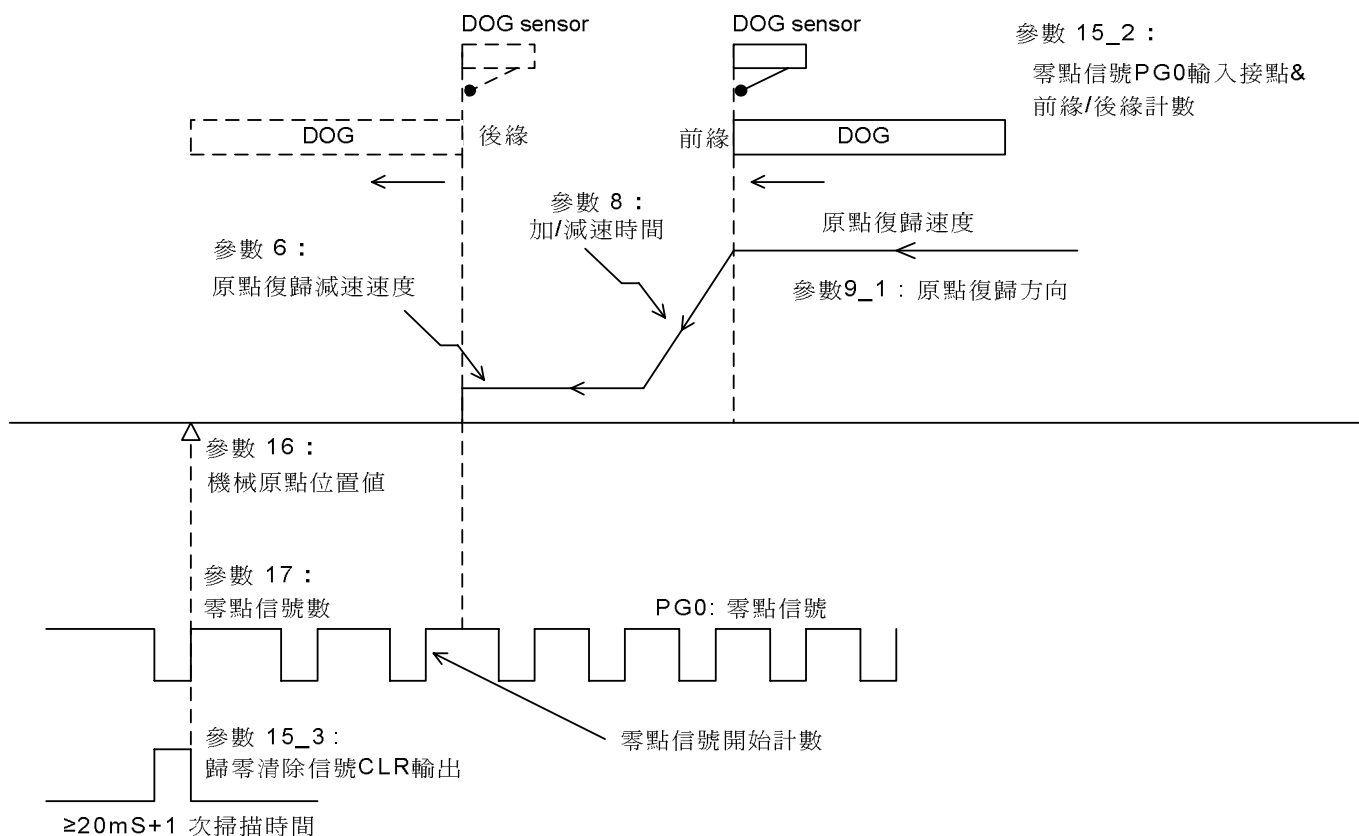 DOG sensor
DOG sensor
參數 15_2：
零點信號PG0輸入接點&
前緣/後緣計數
DOG
後緣
前緣
DOG
參數 8：
加/減速時間
原點復歸速度
參數 6：
原點復歸減速速度
參數9_1：原點復歸方向
參數 16：
機械原點位置值
參數 17：
零點信號數
PG0: 零點信號
零點信號開始計數
參數 15_3：
歸零清除信號CLR輸出
≥20mS+1 次掃描時間